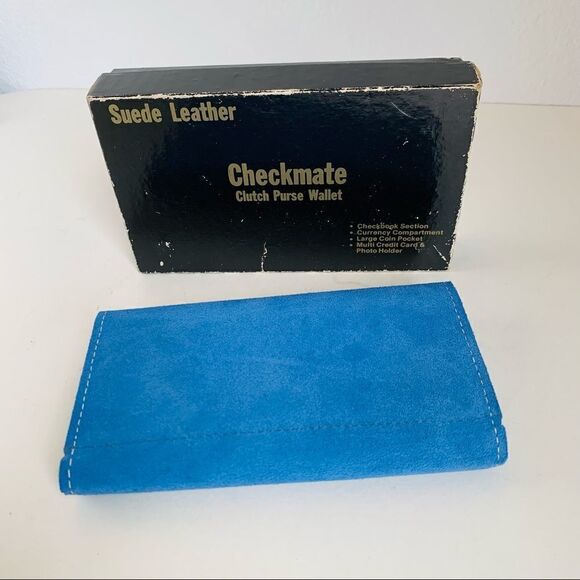 Suede Leather
Checkmate
Clutch Purse Wallet
• Checkbook Section
• Currency Compartment
• Large Coin Pocket
• Multi Credit Card &
Photo Holder